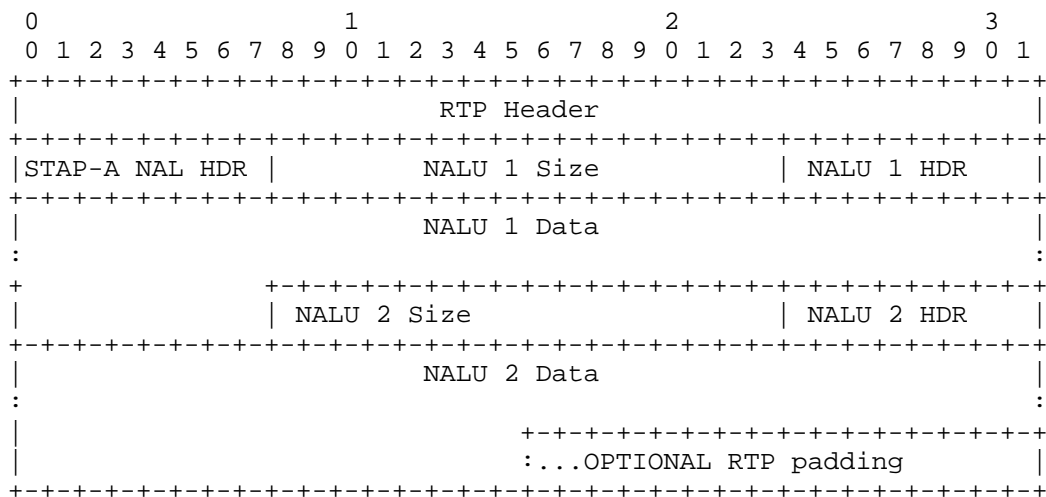 0                   1                   2                   3
 0 1 2 3 4 5 6 7 8 9 0 1 2 3 4 5 6 7 8 9 0 1 2 3 4 5 6 7 8 9 0 1
+-+-+-+-+-+-+-+-+-+-+-+-+-+-+-+-+-+-+-+-+-+-+-+-+-+-+-+-+-+-+-+-+
|                          RTP Header                           |
+-+-+-+-+-+-+-+-+-+-+-+-+-+-+-+-+-+-+-+-+-+-+-+-+-+-+-+-+-+-+-+-+
|STAP-A NAL HDR |         NALU 1 Size           | NALU 1 HDR    |
+-+-+-+-+-+-+-+-+-+-+-+-+-+-+-+-+-+-+-+-+-+-+-+-+-+-+-+-+-+-+-+-+
|                         NALU 1 Data                           |
:                                                               :
+               +-+-+-+-+-+-+-+-+-+-+-+-+-+-+-+-+-+-+-+-+-+-+-+-+
|               | NALU 2 Size                   | NALU 2 HDR    |
+-+-+-+-+-+-+-+-+-+-+-+-+-+-+-+-+-+-+-+-+-+-+-+-+-+-+-+-+-+-+-+-+
|                         NALU 2 Data                           |
:                                                               :
|                               +-+-+-+-+-+-+-+-+-+-+-+-+-+-+-+-+
|                               :...OPTIONAL RTP padding        |
+-+-+-+-+-+-+-+-+-+-+-+-+-+-+-+-+-+-+-+-+-+-+-+-+-+-+-+-+-+-+-+-+